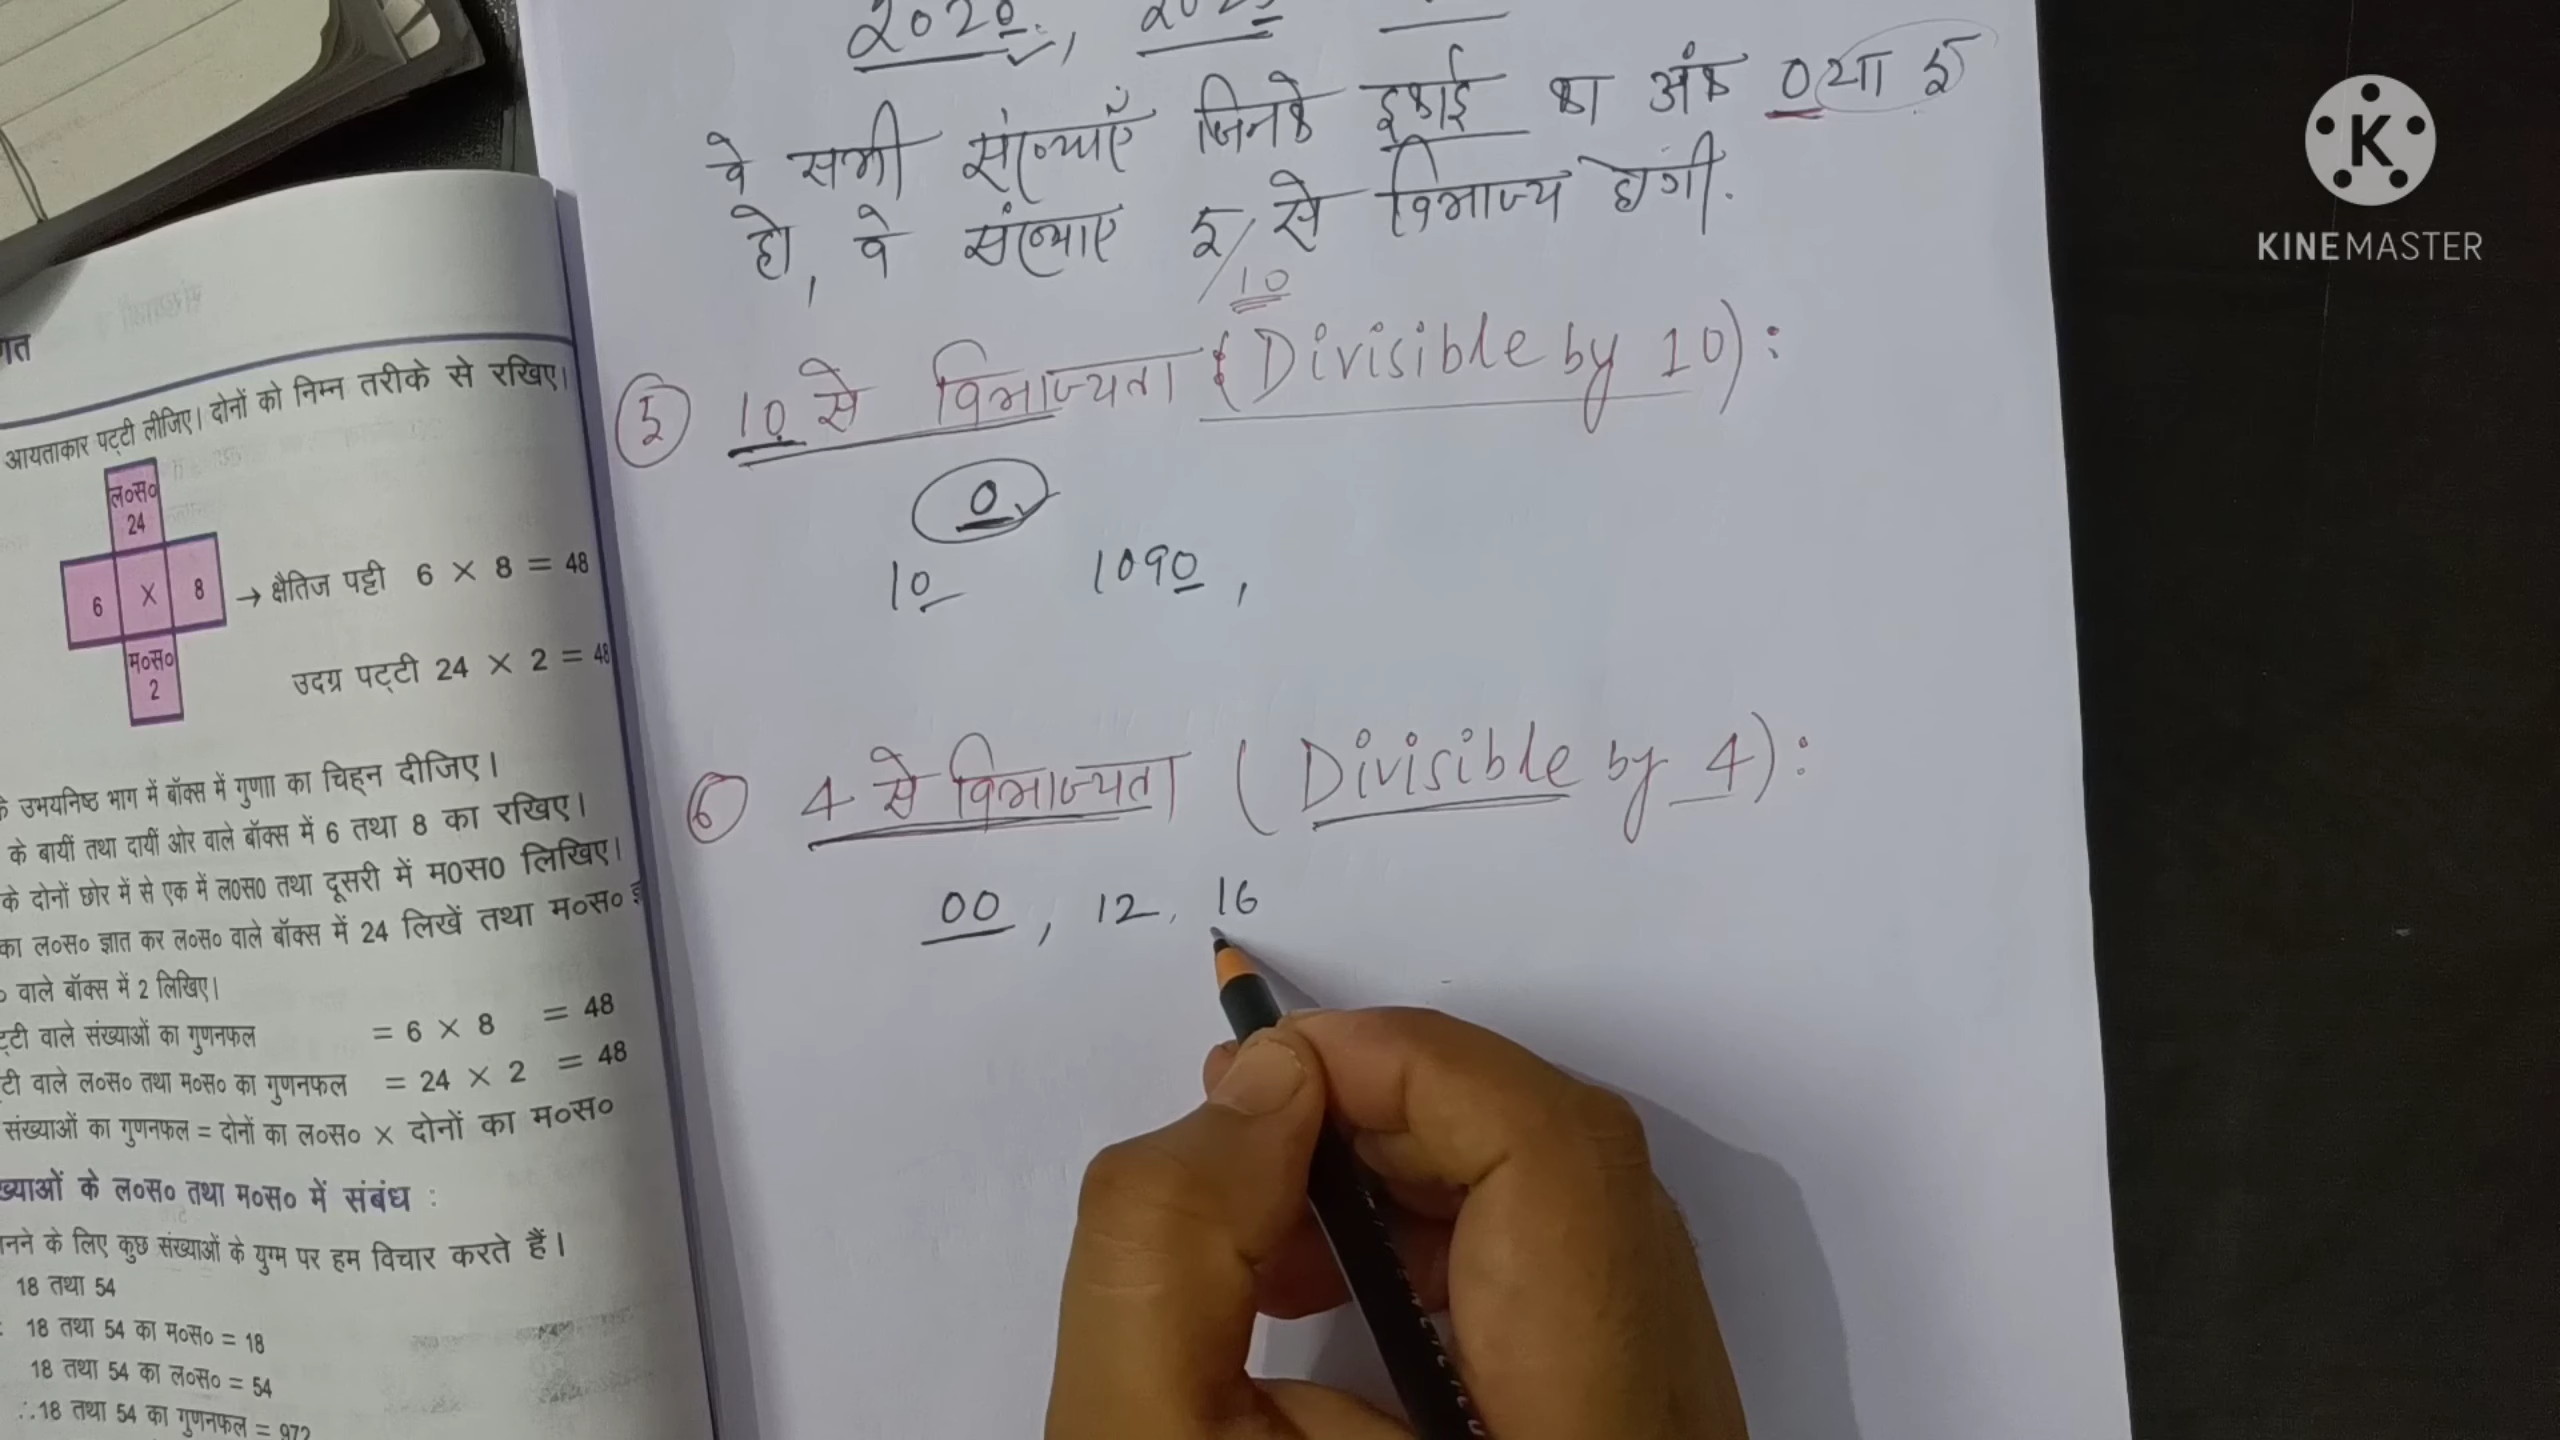 2020,
वे सभी संख्याएँ जिनके इकाई का अंक 0 या 5
हो, वे संख्याए 5 से विभाज्य होगी.
10
5 10 से विभाज्यता (Divisible by 10):
0
10 1090,
6 4 से विभाज्यता (Divisible by 4):
00, 12, 16
आयताकार पट्टी लीजिए। दोनों को निम्न तरीके से रखिए।
ल०स०
24
6 × 8 → क्षैतिज पट्टी 6 × 8 = 48
म०स०
2
उदग्र पट्टी 24 × 2 = 48
उभयनिष्ठ भाग में बॉक्स में गुणा का चिह्न दीजिए।
के बायीं तथा दायीं ओर वाले बॉक्स में 6 तथा 8 का रखिए।
के दोनों छोर में से एक में ल०स० तथा दूसरी में म०स० लिखिए।
का ल०स० ज्ञात कर ल०स० वाले बॉक्स में 24 लिखें तथा म०स०
वाले बॉक्स में 2 लिखिए।
वाले संख्याओं का गुणनफल = 6 × 8 = 48
वाले ल०स० तथा म०स० का गुणनफल = 24 × 2 = 48
संख्याओं का गुणनफल = दोनों का ल०स० × दोनों का म०स०
के ल०स० तथा म०स० में संबंध :
के लिए कुछ संख्याओं के युग्म पर हम विचार करते हैं।
18 तथा 54
18 तथा 54 का म०स० = 18
18 तथा 54 का ल०स० = 54
∴ 18 तथा 54 का गुणनफल = 972
K
KINEMASTER